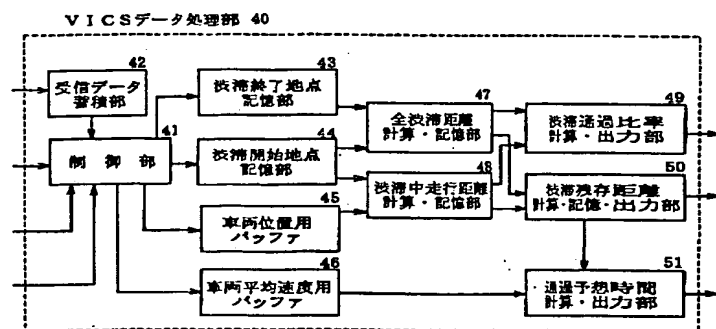 VICSデータ処理部 40
42
受信データ
蓄積部
41
制御部
43
渋滞終了地点
記憶部
44
渋滞開始地点
記憶部
45
車両位置用
バッファ
46
車両平均速度用
バッファ
47
全渋滞距離
計算・記憶部
48
渋滞中走行距離
計算・記憶部
49
渋滞通過比率
計算・出力部
50
渋滞残存距離
計算・記憶・出力部
51
通過予想時間
計算・出力部